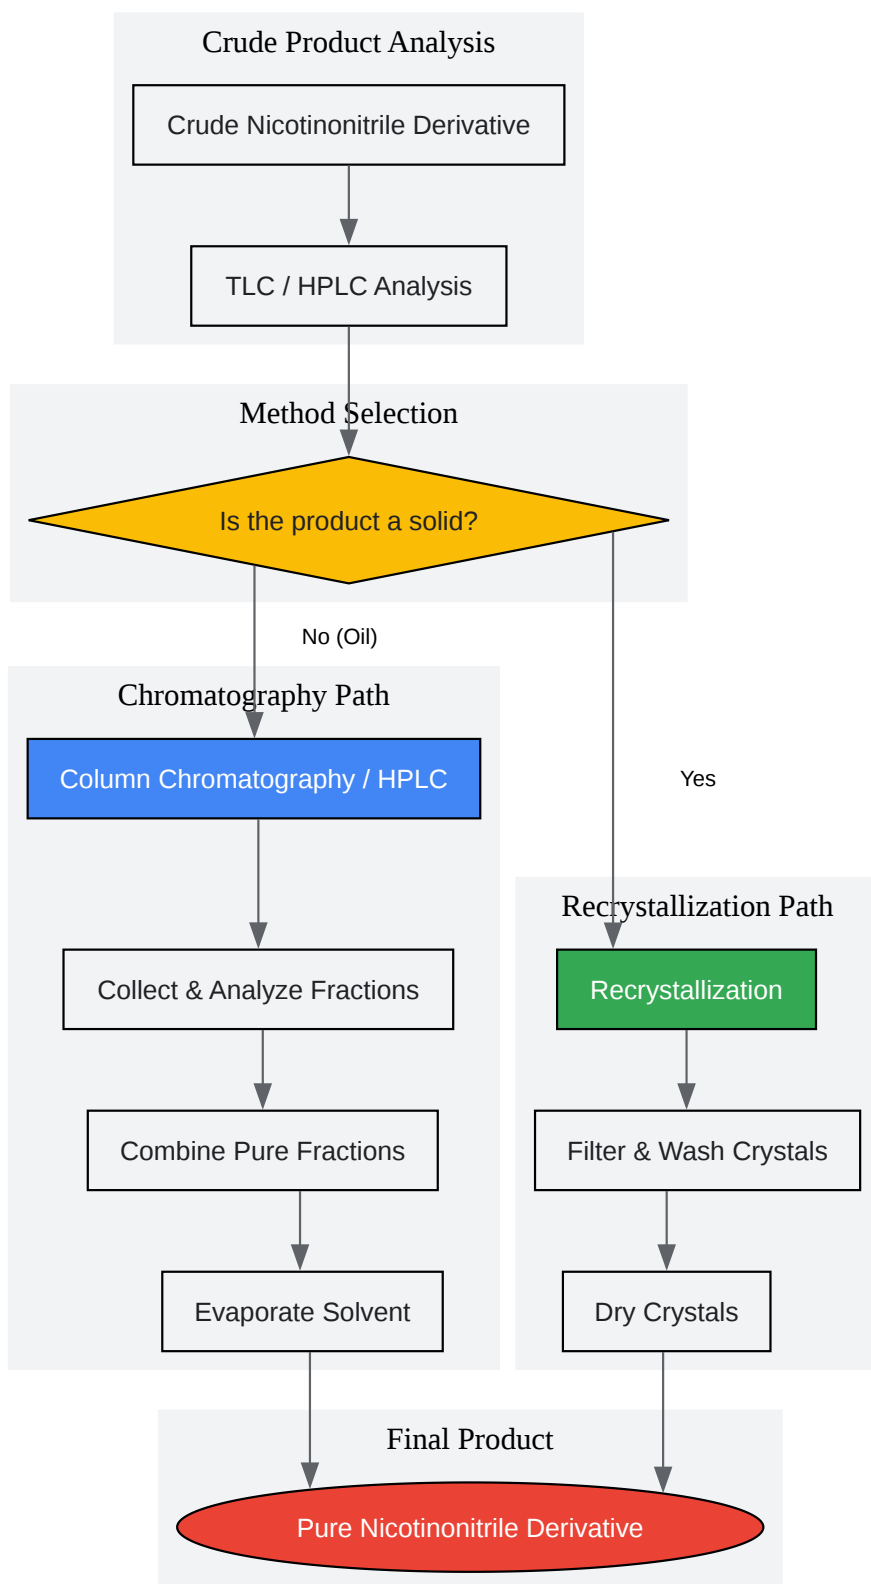 Crude Product Analysis
Crude Nicotinonitrile Derivative
TLC / HPLC Analysis
Method Selection
Is the product a solid?
No (Oil)
Chromatography Path
Column Chromatography / HPLC
Yes
Recrystallization Path
Collect & Analyze Fractions
Recrystallization
Combine Pure Fractions
Filter & Wash Crystals
Evaporate Solvent
Dry Crystals
Final Product
Pure Nicotinonitrile Derivative